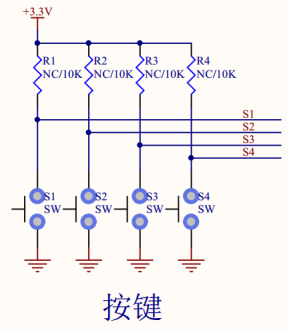 +3.3V
R1 R2 R3 R4
NC/10K NC/10K NC/10K NC/10K
S1
S2
S3
S4
S1 S2 S3 S4
SW SW SW SW
按键